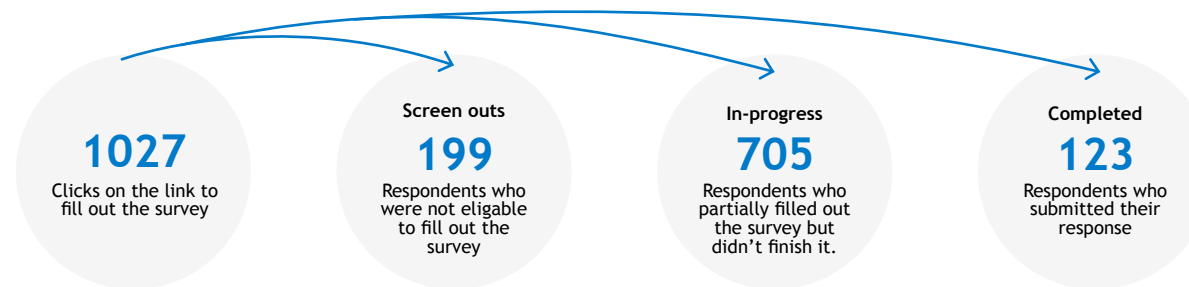 1027
Clicks on the link to
fill out the survey
Screen outs
199
Respondents who
were not eligable
to fill out the
survey
In-progress
705
Respondents who
partially filled out
the survey but
didn't finish it.
Completed
123
Respondents who
submitted their
response